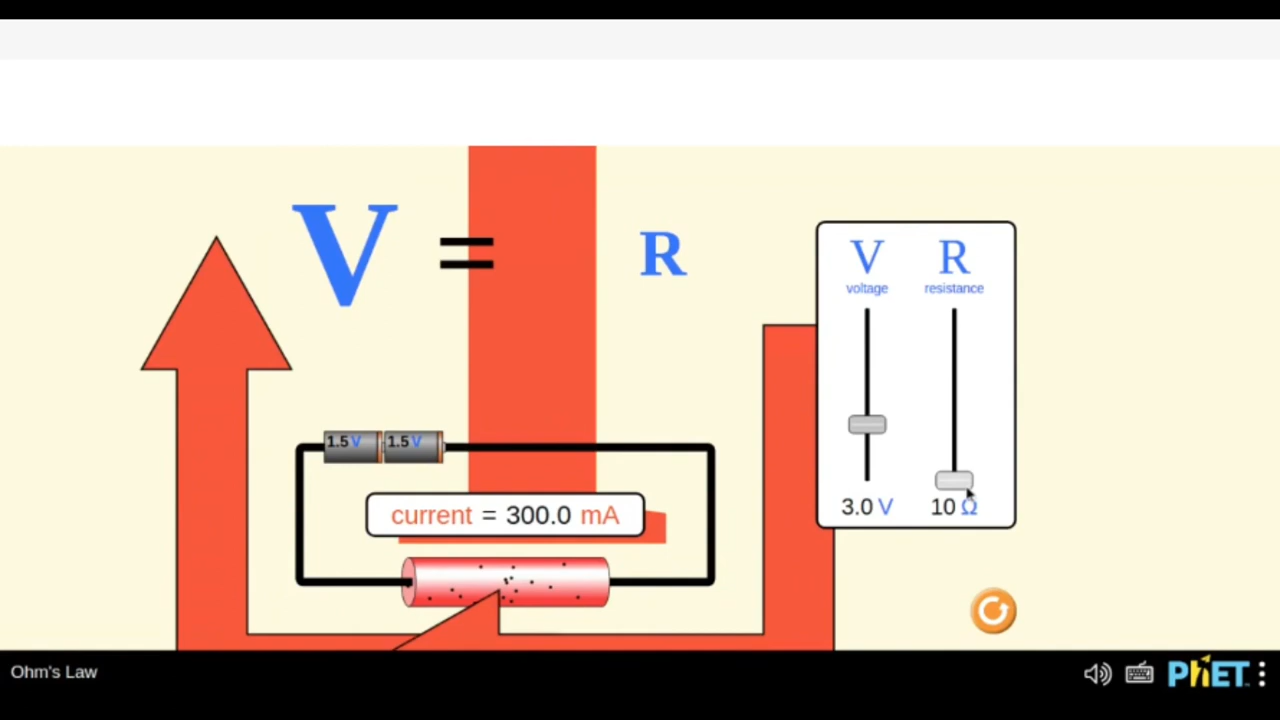 V = R
V R
voltage resistance
1.5 V 1.5 V
3.0 V 10 Ω
current = 300.0 mA
Ohm's Law
PhET